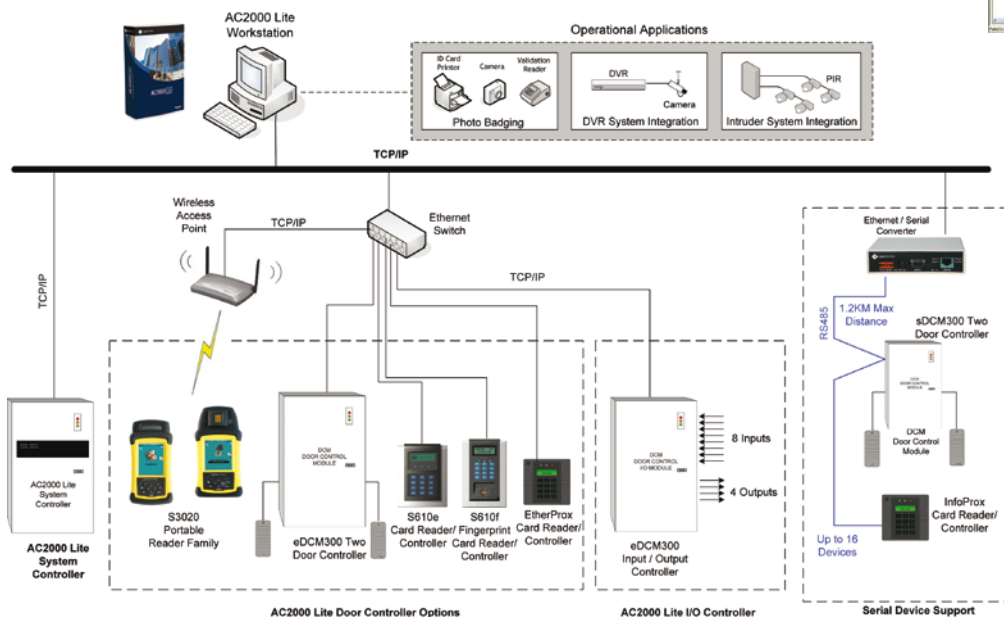 AC2000 Lite
Workstation
Operational Applications
ID Card
Printer
Camera
Validation
Reader
Photo Badging
DVR
Camera
DVR System Integration
PIR
Intruder System Integration
TCP/IP
TCP/IP
Wireless
Access
Point
TCP/IP
Ethernet
Switch
TCP/IP
Ethernet / Serial
Converter
RS485
1.2KM Max
Distance
sDCM300 Two
Door Controller
DCM
DOOR CONTROL
MODULE
DCM
Door Control
Module
InfoProx
Card Reader/
Controller
Up to 16
Devices
Serial Device Support
AC2000 Lite
System
Controller
AC2000 Lite
System
Controller
S3020
Portable
Reader Family
DCM
DOOR CONTROL
MODULE
eDCM300 Two
Door Controller
S610e
Card Reader/
Controller
S610f
Fingerprint
Card Reader/
Controller
EtherProx
Card Reader/
Controller
AC2000 Lite Door Controller Options
DCM
DOOR CONTROL
I/O MODULE
8 Inputs
4 Outputs
eDCM300
Input / Output
Controller
AC2000 Lite I/O Controller